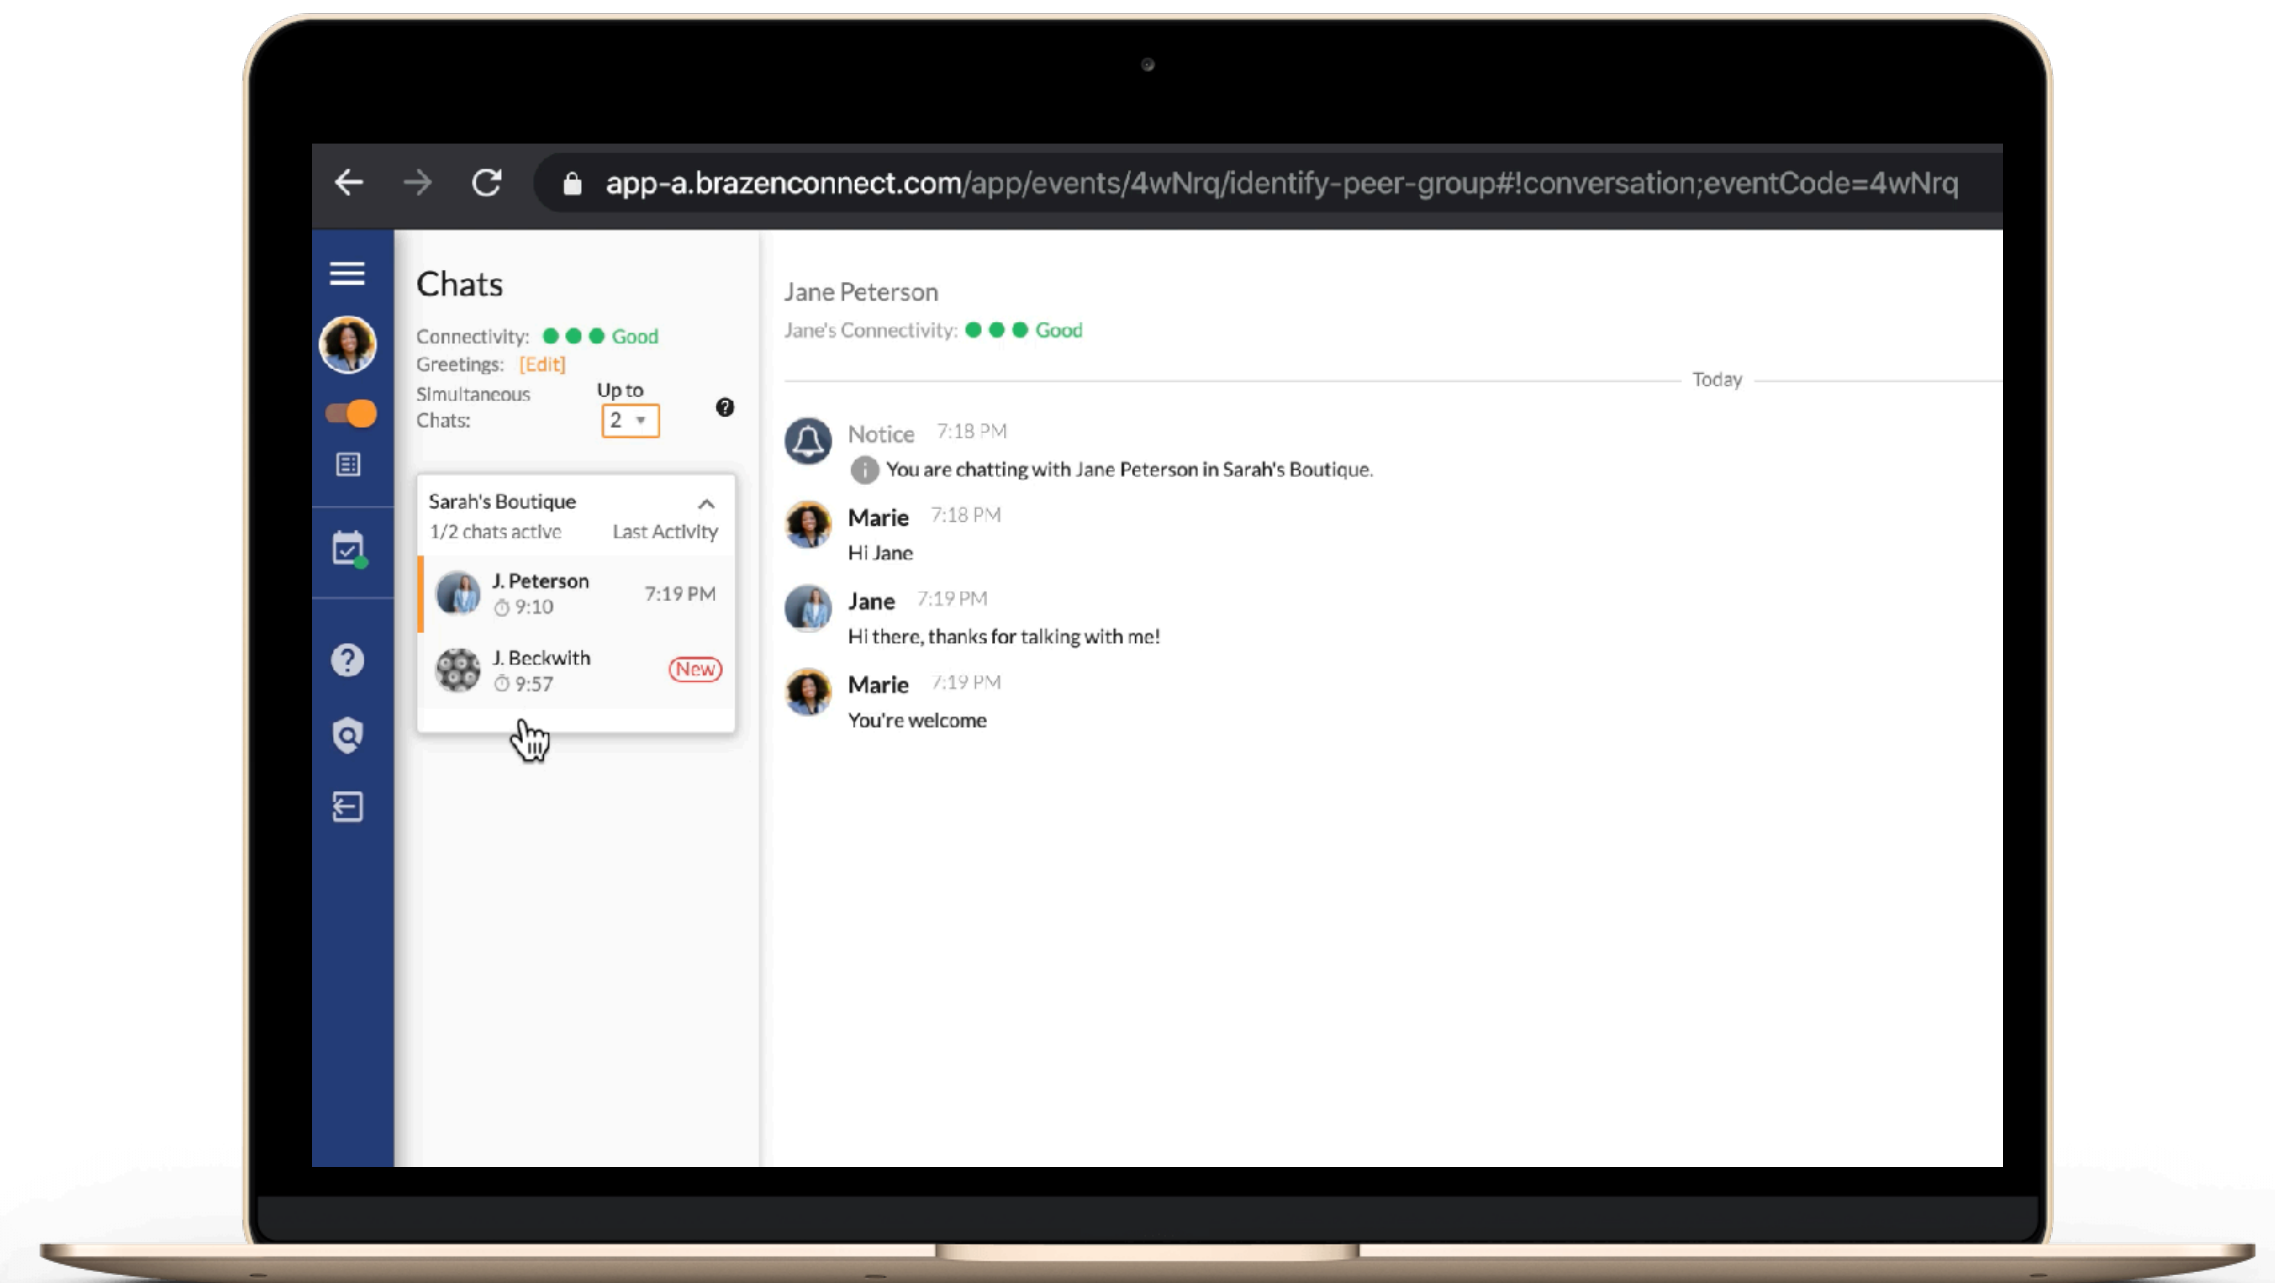 app-a.brazenconnect.com/app/events/4wNrq/identify-peer-group#!conversation;eventCode=4wNrq
Chats
Connectivity: Good
Greetings: [Edit]
Simultaneous Chats: Up to 2
Sarah's Boutique
1/2 chats active Last Activity
J. Peterson
9:10 7:19 PM
J. Beckwith
9:57 New
Jane Peterson
Jane's Connectivity: Good
Today
Notice 7:18 PM
You are chatting with Jane Peterson in Sarah's Boutique.
Marie 7:18 PM
Hi Jane
Jane 7:19 PM
Hi there, thanks for talking with me!
Marie 7:19 PM
You're welcome